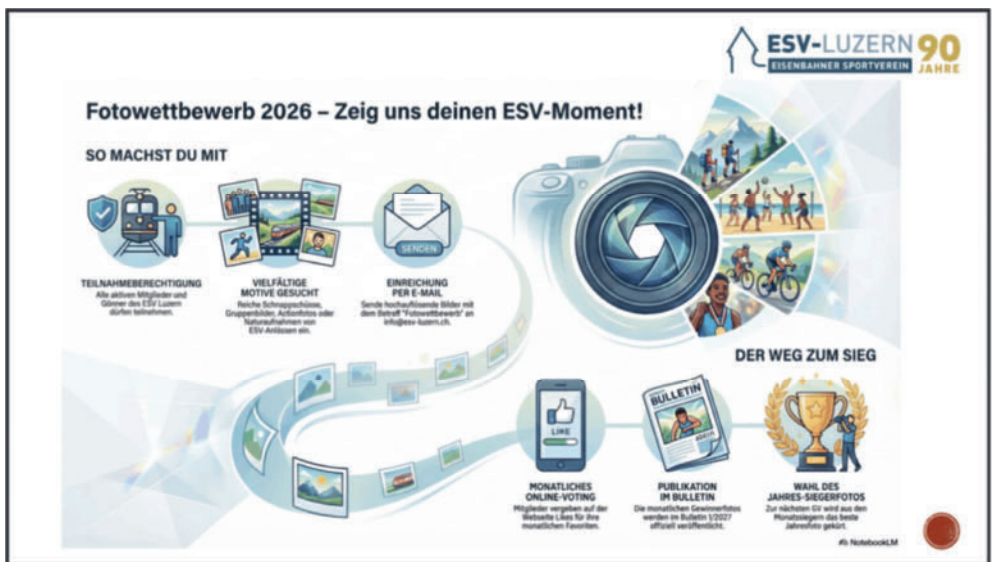 ESV-LUZERN 90
EISENBAHNER SPORTVEREIN JAHRE
Fotowettbewerb 2026 – Zeig uns deinen ESV-Moment!
SO MACHST DU MIT
TEILNAHMEBERECHTIGUNG
Alle aktiven Mitglieder und
Gönner des ESV Luzern
dürfen teilnehmen.
VIELFÄLTIGE
MOTIVE GESUCHT
Reiche Schnappschüsse,
Gruppenbilder, Actionfotos oder
Naturaufnahmen von
ESV-Anlässen ein.
SENDEN
EINREICHUNG
PER E-MAIL
Sende hochauflösende Bilder mit
dem Betreff "Fotowettbewerb" an
info@esv-luzern.ch.
DER WEG ZUM SIEG
LIKE
MONATLICHES
ONLINE-VOTING
Mitglieder vergeben auf der
Webseite Likes für ihre
monatlichen Favoriten.
BULLETIN
PUBLIKATION
IM BULLETIN
Die monatlichen Gewinnerfotos
werden im Bulletin 1/2027
offiziell veröffentlicht.
WAHL DES
JAHRES-SIEGERFOTOS
Zur nächsten GV wird aus den
Monatssiegern das beste
Jahresfoto gekürt.
NotebookLM